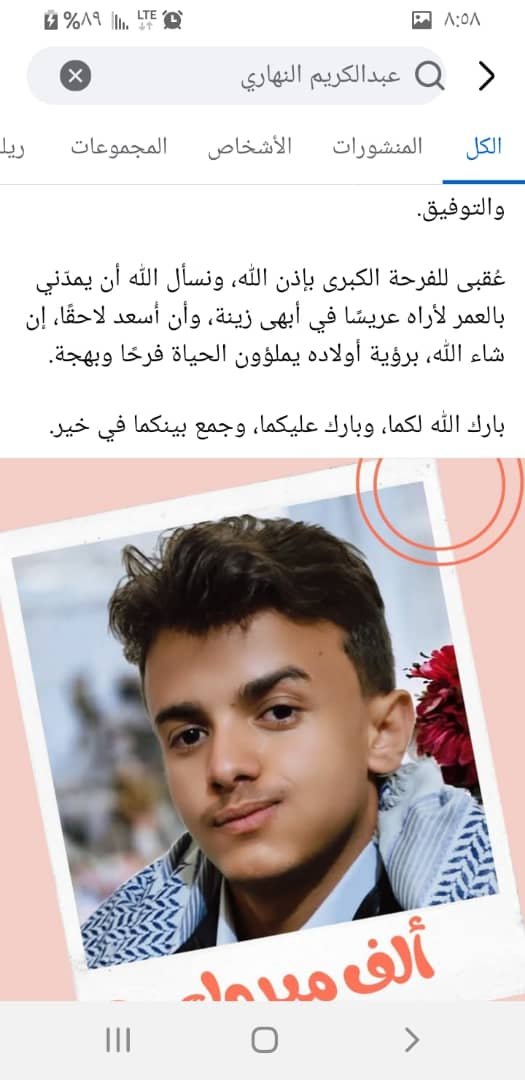 ٨:٥٨
LTE
%٨٩
عبدالكريم النهاري
الكل
المنشورات
الأشخاص
المجموعات
ريلـ
والتوفيق.
عُقبى للفرحة الكبرى بإذن الله، ونسأل الله أن يمدّني
بالعمر لأراه عريسًا في أبهى زينة، وأن أسعد لاحقًا، إن
شاء الله، برؤية أولاده يملؤون الحياة فرحًا وبهجة.
بارك الله لكما، وبارك عليكما، وجمع بينكما في خير.
ألف مبروك